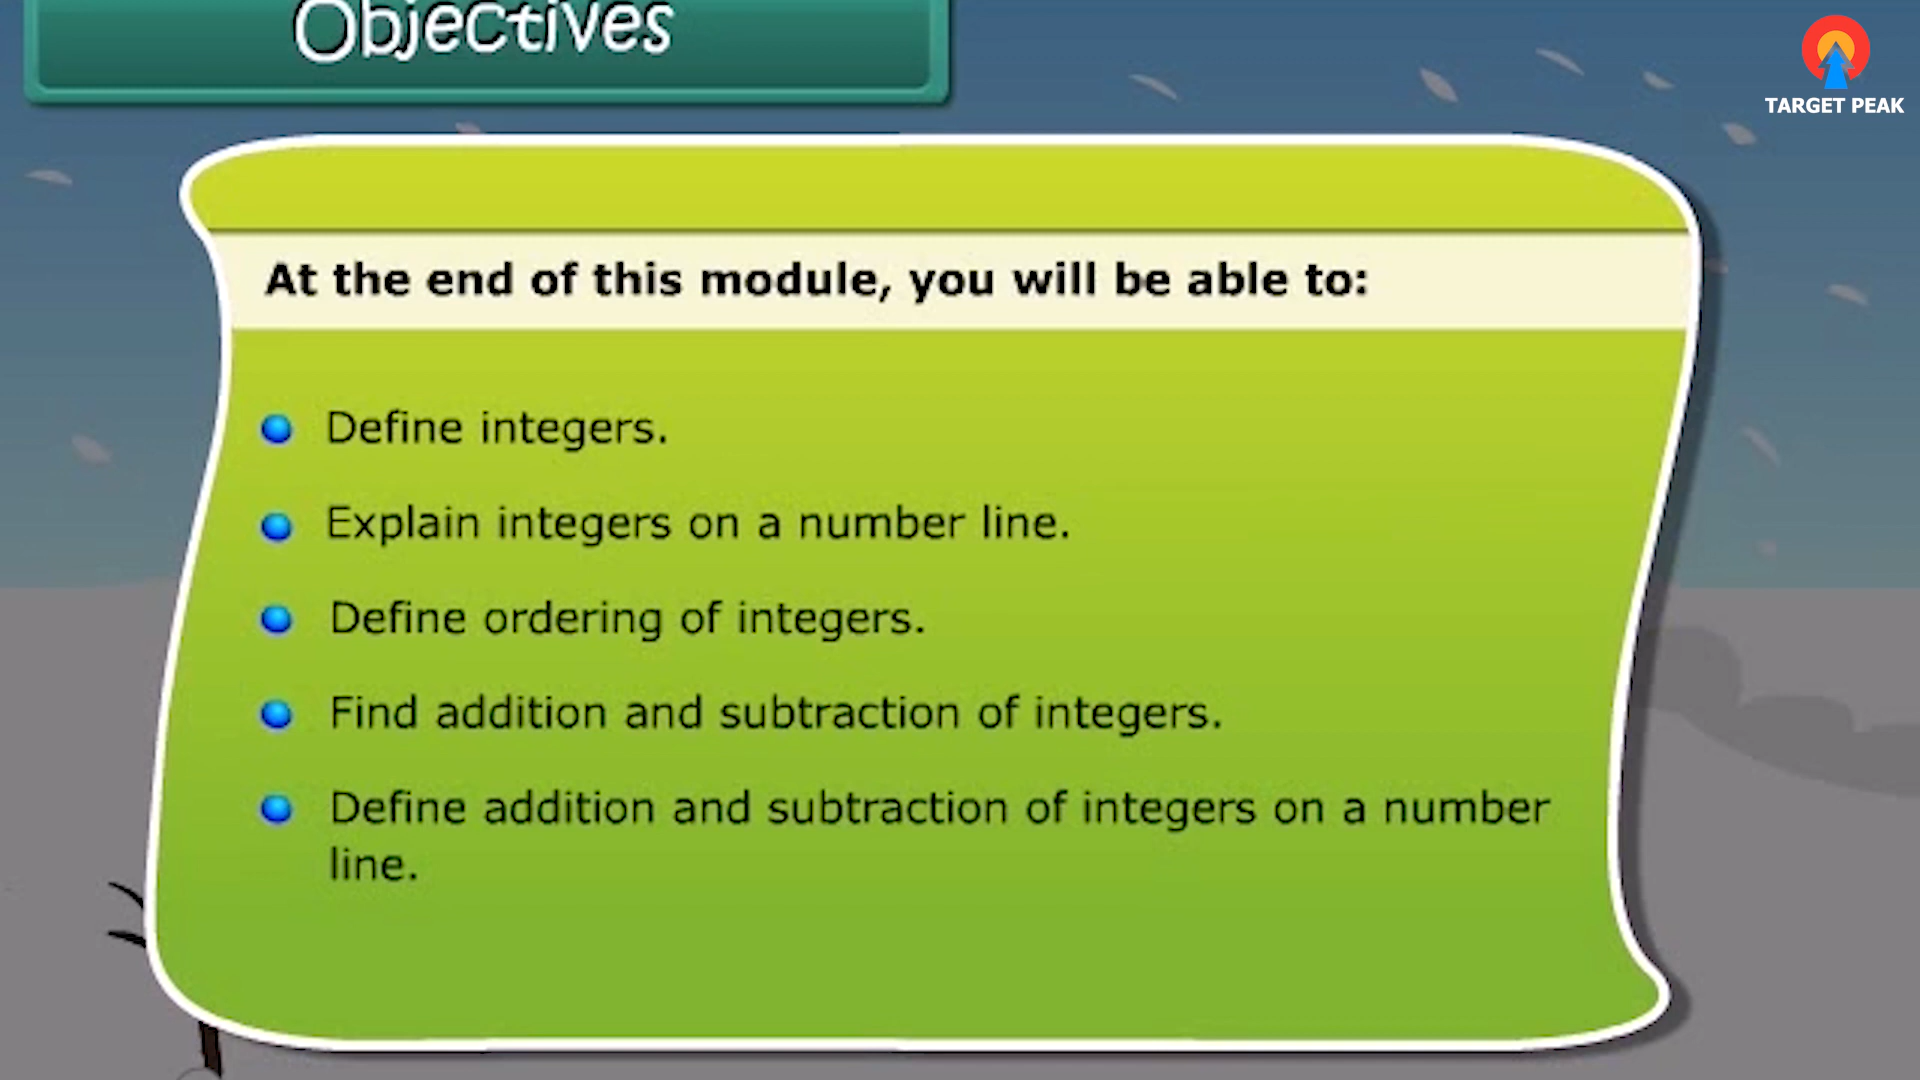 Objectives
TARGET PEAK
At the end of this module, you will be able to:
Define integers.
Explain integers on a number line.
Define ordering of integers.
Find addition and subtraction of integers.
Define addition and subtraction of integers on a number
line.